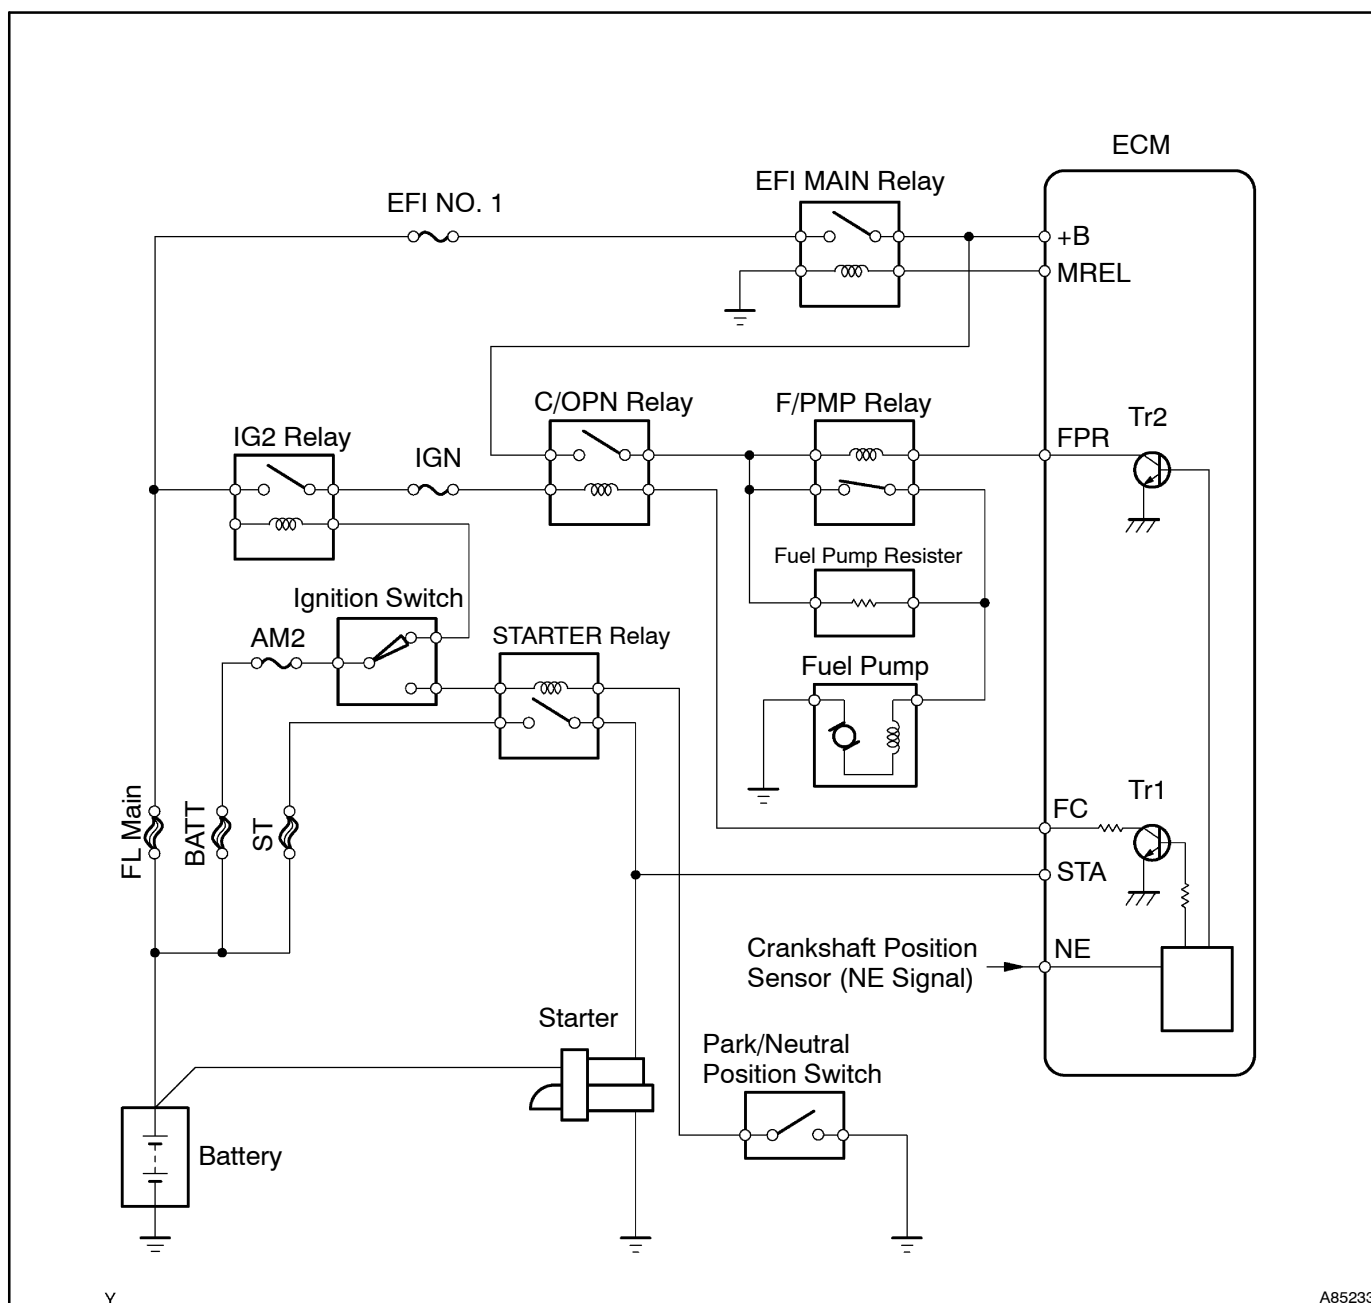 ECM
EFI MAIN Relay
EFI NO. 1
+B
MREL
C/OPN Relay
F/PMP Relay
Tr2
IG2 Relay
IGN
FPR
Fuel Pump Resister
Ignition Switch
AM2
STARTER Relay
Fuel Pump
FL Main
BATT
ST
FC
Tr1
STA
Crankshaft Position
Sensor (NE Signal)
NE
Starter
Park/Neutral
Position Switch
Battery
Y
A85233